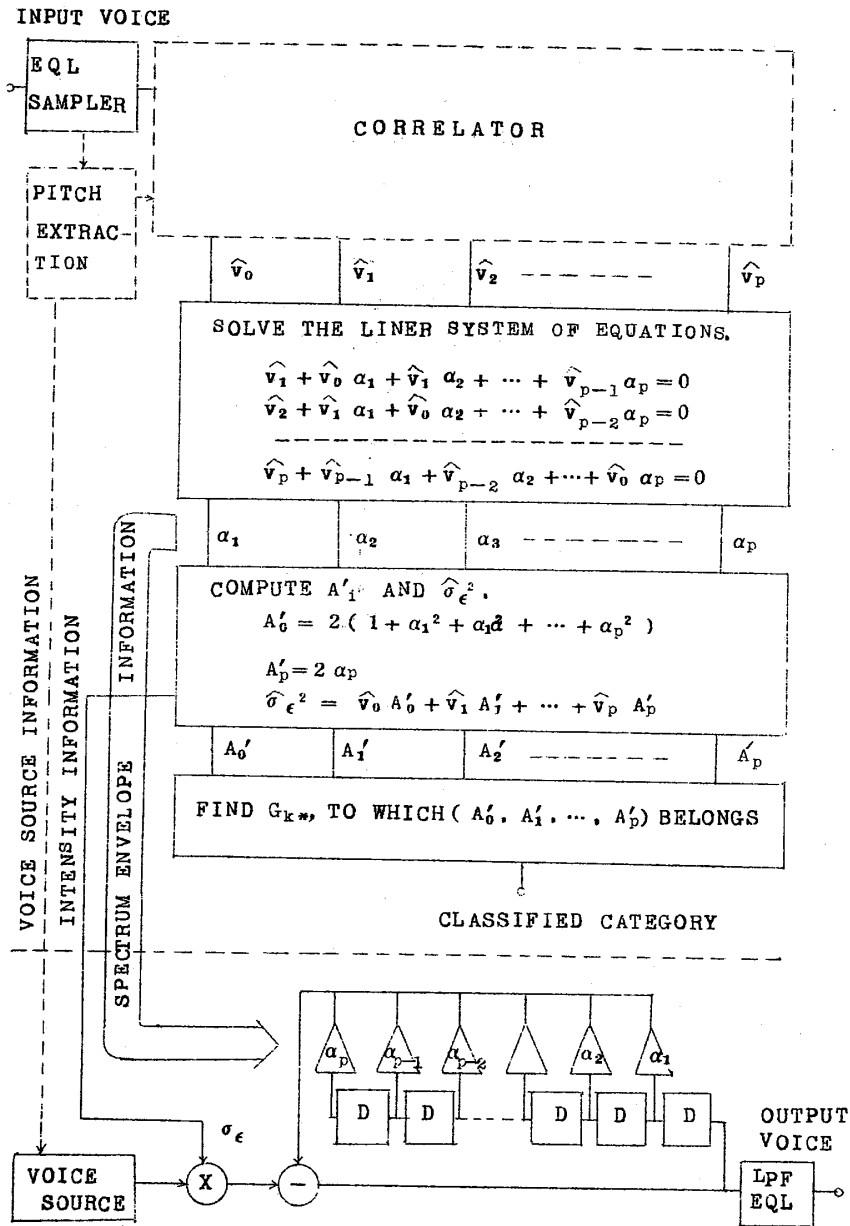 INPUT VOICE
EQL
SAMPLER
CORRELATOR
PITCH
EXTRAC-
TION
v̂₀ v̂₁ v̂₂ ------- v̂ₚ
SOLVE THE LINER SYSTEM OF EQUATIONS.
v̂₁ + v̂₀ α₁ + v̂₁ α₂ + ··· + v̂ₚ₋₁ αₚ = 0
v̂₂ + v̂₁ α₁ + v̂₀ α₂ + ··· + v̂ₚ₋₂ αₚ = 0
v̂ₚ + v̂ₚ₋₁ α₁ + v̂ₚ₋₂ α₂ + ··· + v̂₀ αₚ = 0
α₁ α₂ α₃ ------- αₚ
COMPUTE A'ᵢ AND σ̂ϵ².
A'₀ = 2 ( 1 + α₁² + α₁α² + ··· + αₚ² )
A'ₚ = 2 αₚ
σ̂ϵ² = v̂₀ A'₀ + v̂₁ A'₁ + ··· + v̂ₚ A'ₚ
A₀' A₁' A₂' ------- A'ₚ
FIND Gₖ*, TO WHICH ( A'₀, A'₁, ···, A'ₚ ) BELONGS
CLASSIFIED CATEGORY
VOICE SOURCE INFORMATION
INTENSITY INFORMATION
SPECTRUM ENVELOPE INFORMATION
αₚ αₚ₋₁ αₚ₋₂ α₂ α₁
D D D D D
OUTPUT
VOICE
σϵ
VOICE
SOURCE
X
−
LPF
EQL